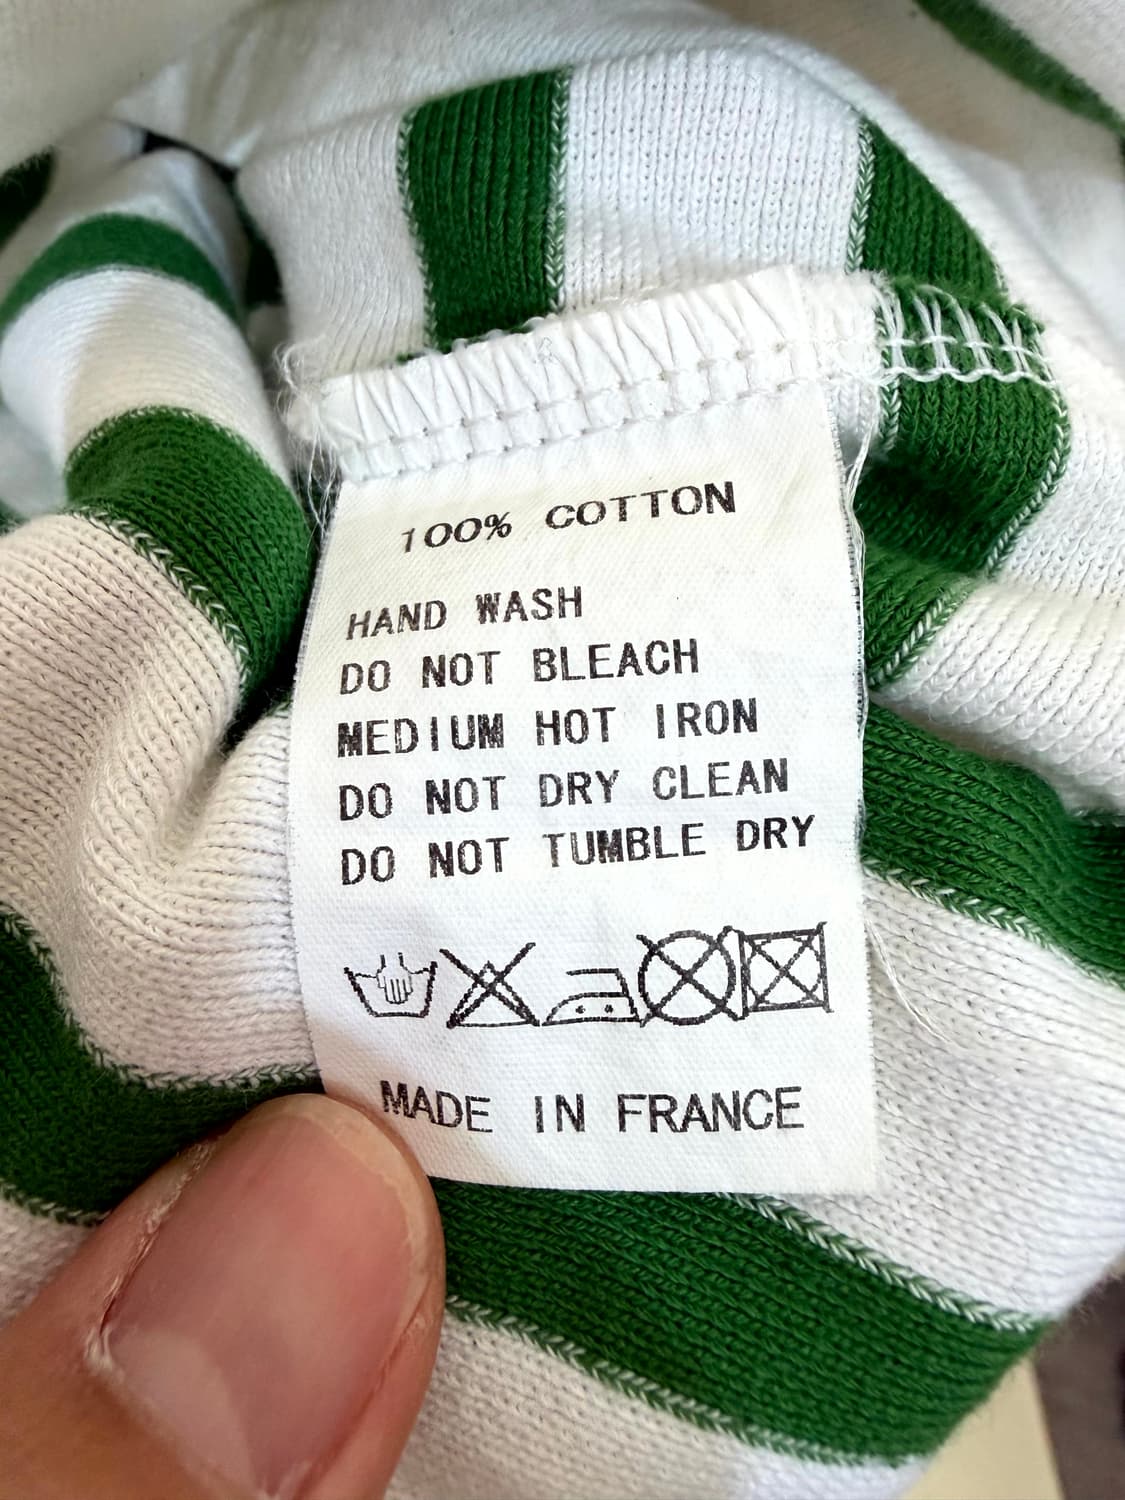 100% COTTON
HAND WASH
DO NOT BLEACH
MEDIUM HOT IRON
DO NOT DRY CLEAN
DO NOT TUMBLE DRY
MADE IN FRANCE